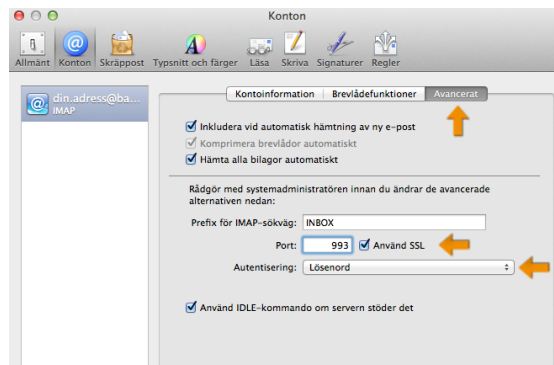 Konton
Allmänt Konton Skräppost Typsnitt och färger Läsa Skriva Signaturer Regler
din.adress@ba...
IMAP
Kontoinformation Brevlådefunktioner Avancerat
Inkludera vid automatisk hämtning av ny e-post
Komprimera brevlådor automatiskt
Hämta alla bilagor automatiskt
Rådgör med systemadministratören innan du ändrar de avancerade
alternativen nedan:
Prefix för IMAP-sökväg: INBOX
Port: 993 Använd SSL
Autentisering: Lösenord
Använd IDLE-kommando om servern stöder det